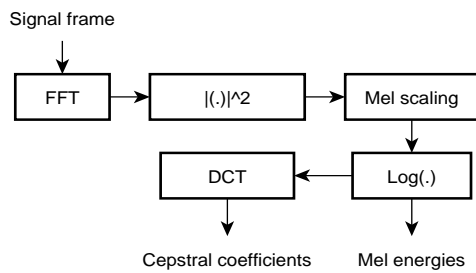 Signal frame
FFT
|(.)|^2
Mel scaling
DCT
Log(.)
Cepstral coefficients
Mel energies